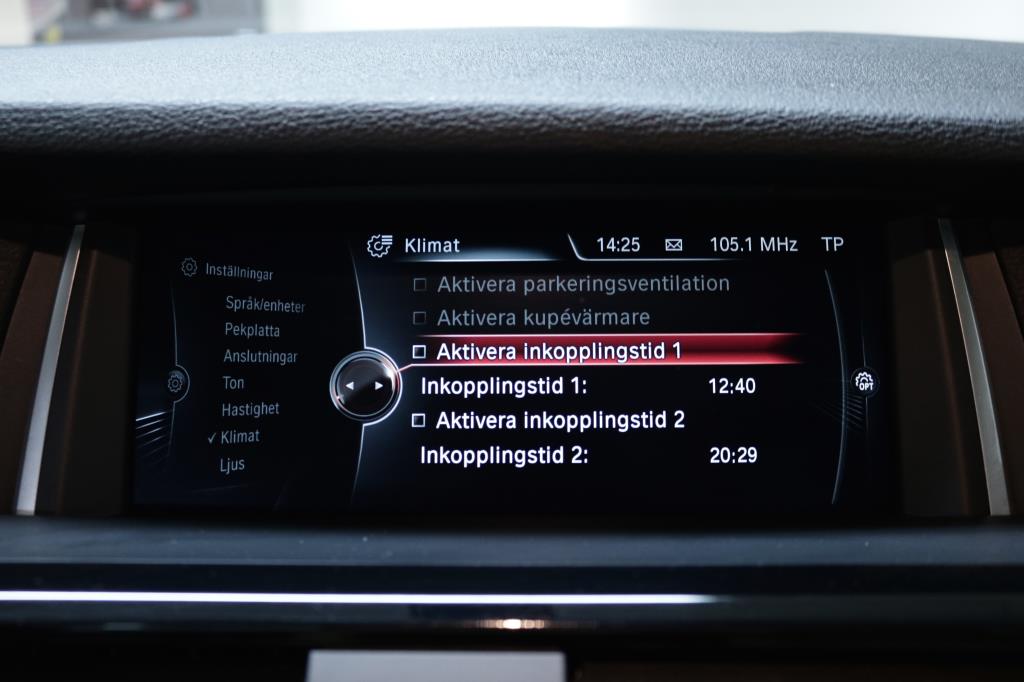 Klimat 14:25 105.1 MHz TP
Inställningar
Språk/enheter
Pekplatta
Anslutningar
Ton
Hastighet
✓ Klimat
Ljus
Aktivera parkeringsventilation
Aktivera kupévärmare
Aktivera inkopplingstid 1
Inkopplingstid 1: 12:40
Aktivera inkopplingstid 2
Inkopplingstid 2: 20:29
OPT